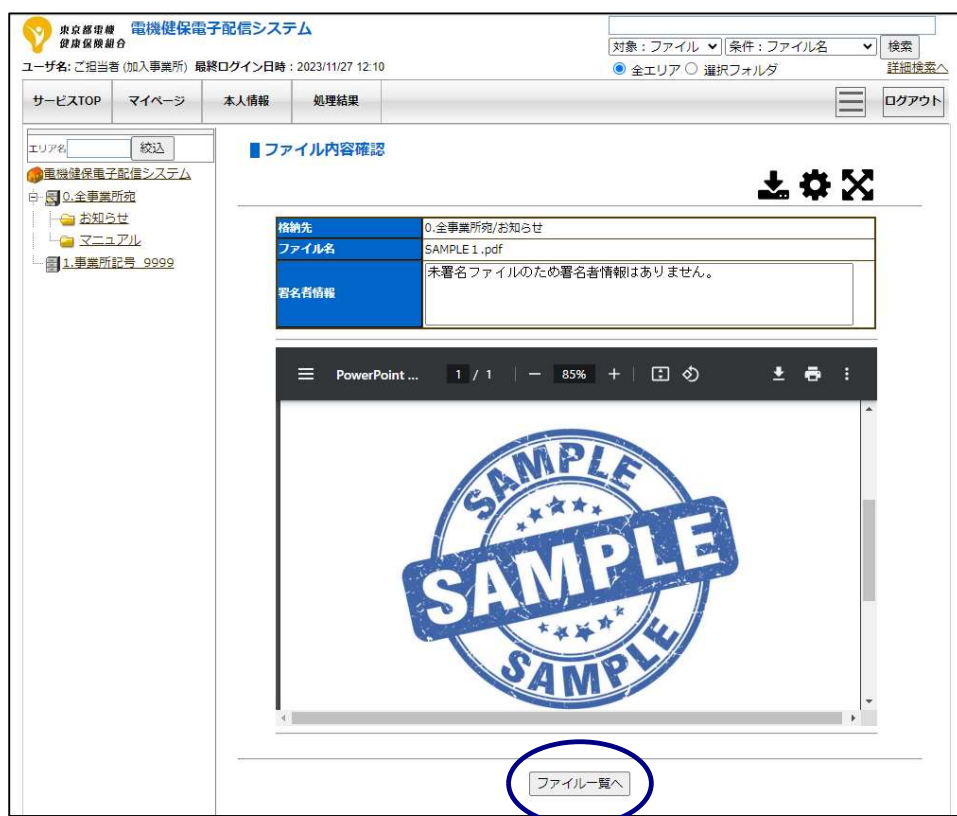 東京都電機
健康保険組合
電機健保電子配信システム
対象：ファイル 条件：ファイル名 検索
ユーザ名: ご担当者 (加入事業所) 最終ログイン日時：2023/11/27 12:10
全エリア 選択フォルダ 詳細検索へ
サービスTOP マイページ 本人情報 処理結果 ログアウト
エリア名 絞込
電機健保電子配信システム
0.全事業所宛
お知らせ
マニュアル
1.事業所記号_9999
ファイル内容確認
格納先 0.全事業所宛/お知らせ
ファイル名 SAMPLE１.pdf
署名者情報 未署名ファイルのため署名者情報はありません。
PowerPoint ... 1 / 1 85%
SAMPLE
SAMPLE
SAMPLE
ファイル一覧へ